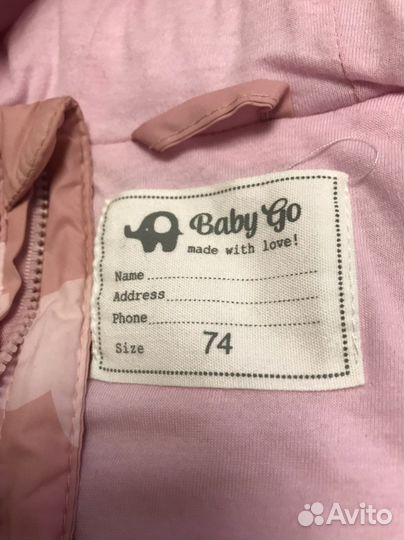 Baby Go
made with love!
Name
Address
Phone
Size 74
Avito